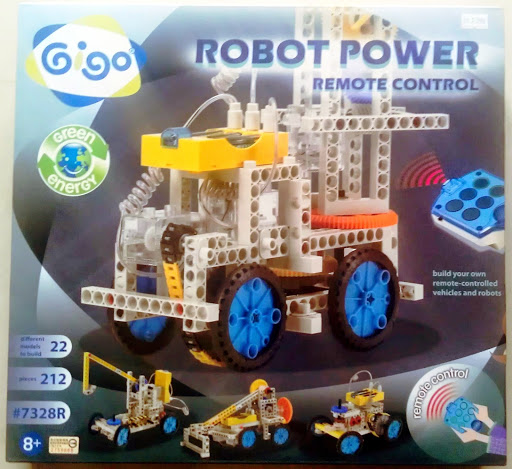 Gigo
ROBOT POWER
REMOTE CONTROL
Green
energy
build your own
remote-controlled
vehicles and robots
different
models
to build
22
pieces 212
#7328R
8+
remote control